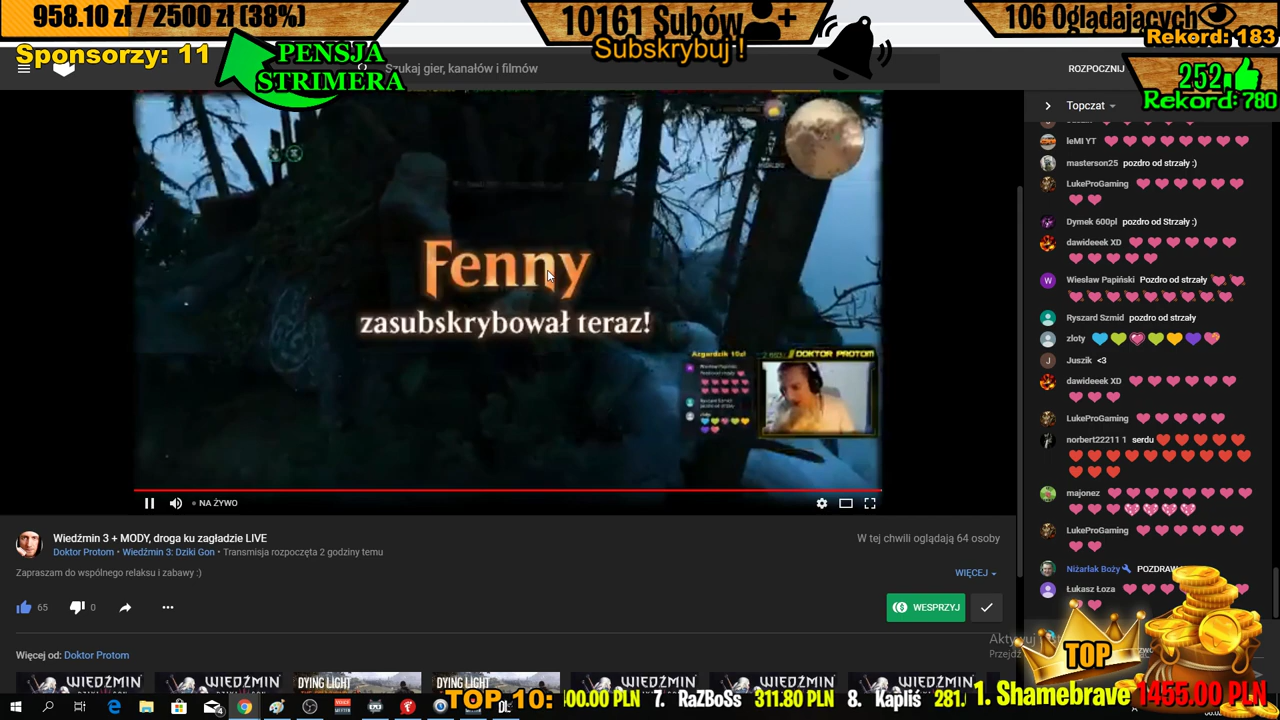 958.10 zł / 2500 zł (38%)
10161 Subów
Subskrybuj !
106 Oglądających
Rekord: 183
Sponsorzy: 11
PENSJA
STRIMERA
Szukaj gier, kanałów i filmów
ROZPOCZNIJ
252
Rekord: 780
Topczat
leMI YT
masterson25 pozdro od strzały :)
LukeProGaming
Dymek 600pl pozdro od Strzały :)
dawideeek XD
Wiesław Papiński Pozdro od strzały
Ryszard Szmid pozdro od strzały
zloty
Juszik <3
dawideeek XD
LukeProGaming
norbert22211 1 serdu
majonez
LukeProGaming
Niżarłak Boży POZDRAW
Łukasz Łoza
Fenny
zasubskrybował teraz!
Azgardzik 10zł
DOKTOR PROTOM
NA ŻYWO
Wiedźmin 3 + MODY, droga ku zagładzie LIVE
Doktor Protom • Wiedźmin 3: Dziki Gon • Transmisja rozpoczęta 2 godziny temu
W tej chwili oglądają 64 osoby
Zapraszam do wspólnego relaksu i zabawy :)
WIĘCEJ
65
0
WESPRZYJ
Więcej od: Doktor Protom
WIEDŹMIN
WIEDŹMIN
DYING LIGHT
DYING LIGHT
WIEDŹMIN
WIEDŹMIN
TOP
TOP 10: 400.00 PLN 7. RaZBoSs 311.80 PLN 8. Kapliś 281.
1. Shamebrave 1455.00 PLN